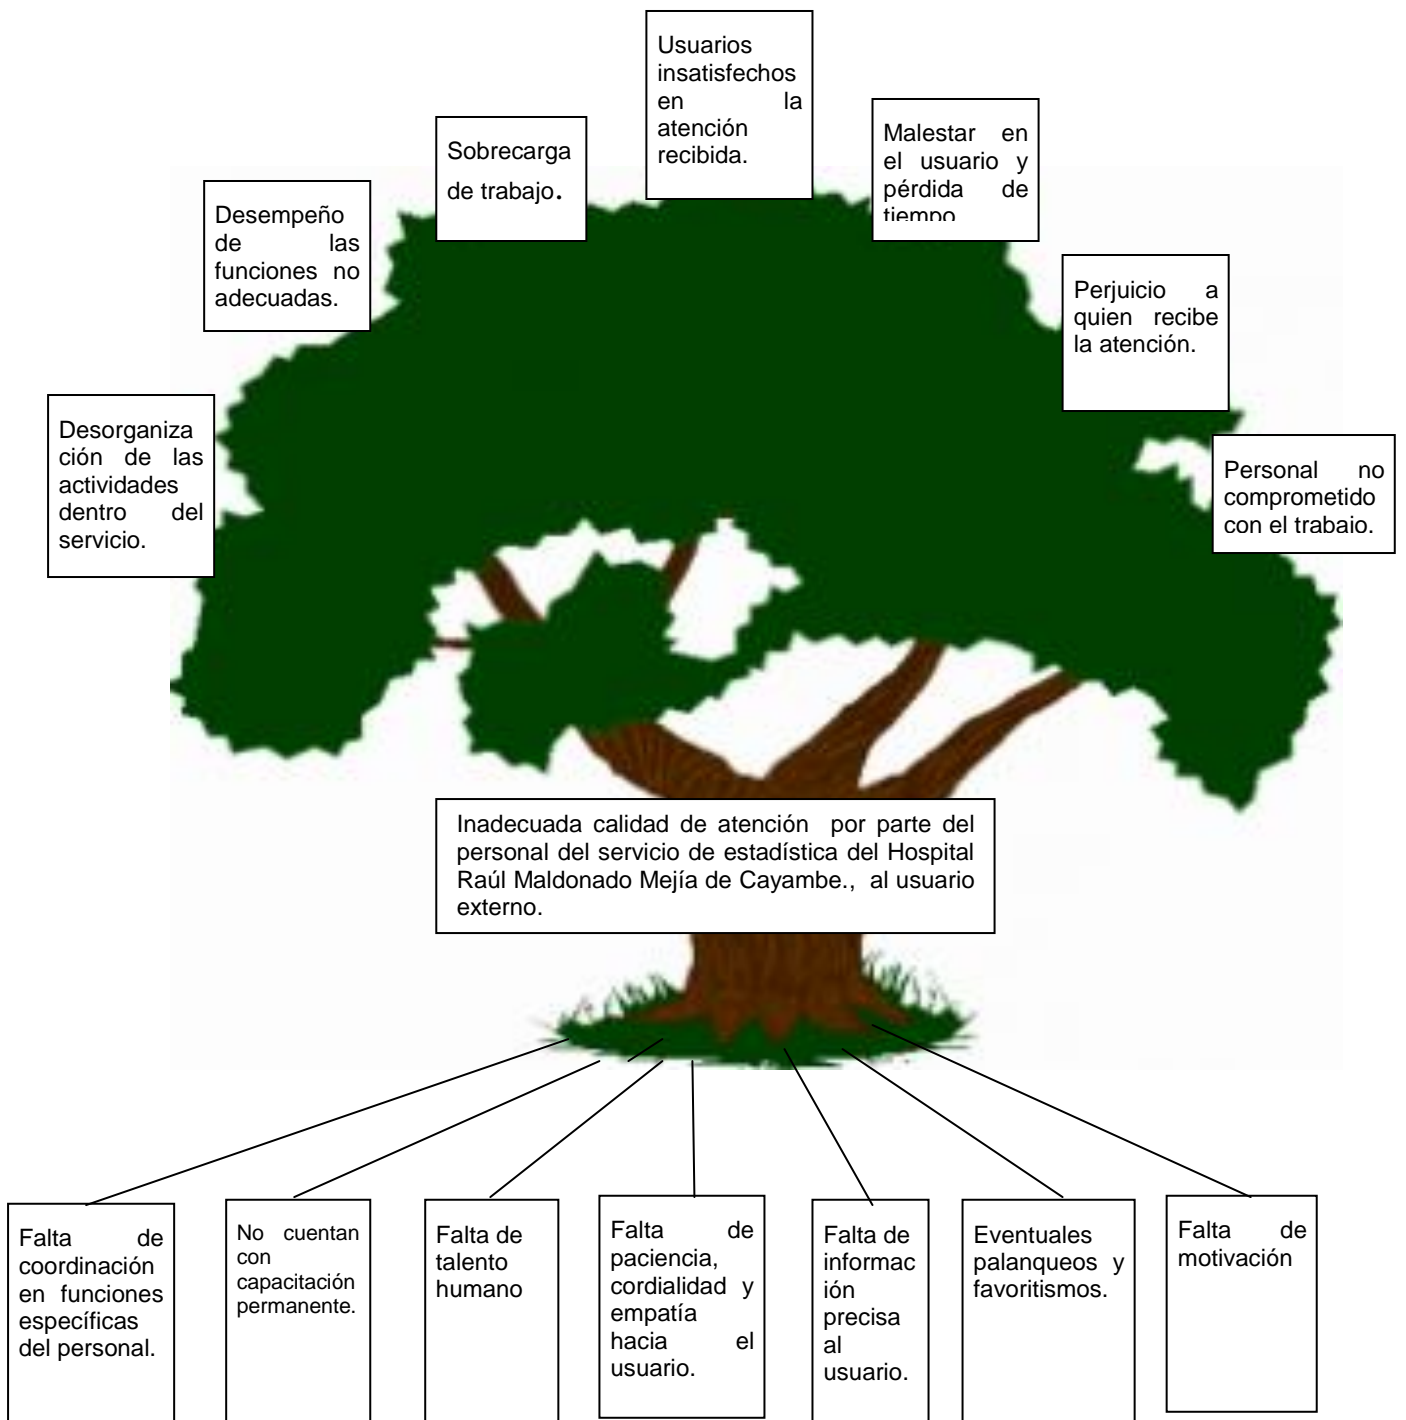 Usuarios
insatisfechos
en la
atención
recibida.
Malestar en
el usuario y
pérdida de
tiempo
Sobrecarga
de trabajo.
Desempeño
de las
funciones no
adecuadas.
Perjuicio a
quien recibe
la atención.
Desorganiza
ción de las
actividades
dentro del
servicio.
Personal no
comprometido
con el trabajo.
Inadecuada calidad de atención por parte del
personal del servicio de estadística del Hospital
Raúl Maldonado Mejía de Cayambe., al usuario
externo.
Falta de
coordinación
en funciones
específicas
del personal.
No cuentan
con
capacitación
permanente.
Falta de
talento
humano
Falta de
paciencia,
cordialidad y
empatía
hacia el
usuario.
Falta de
informac
ión
precisa
al
usuario.
Eventuales
palanqueos y
favoritismos.
Falta de
motivación